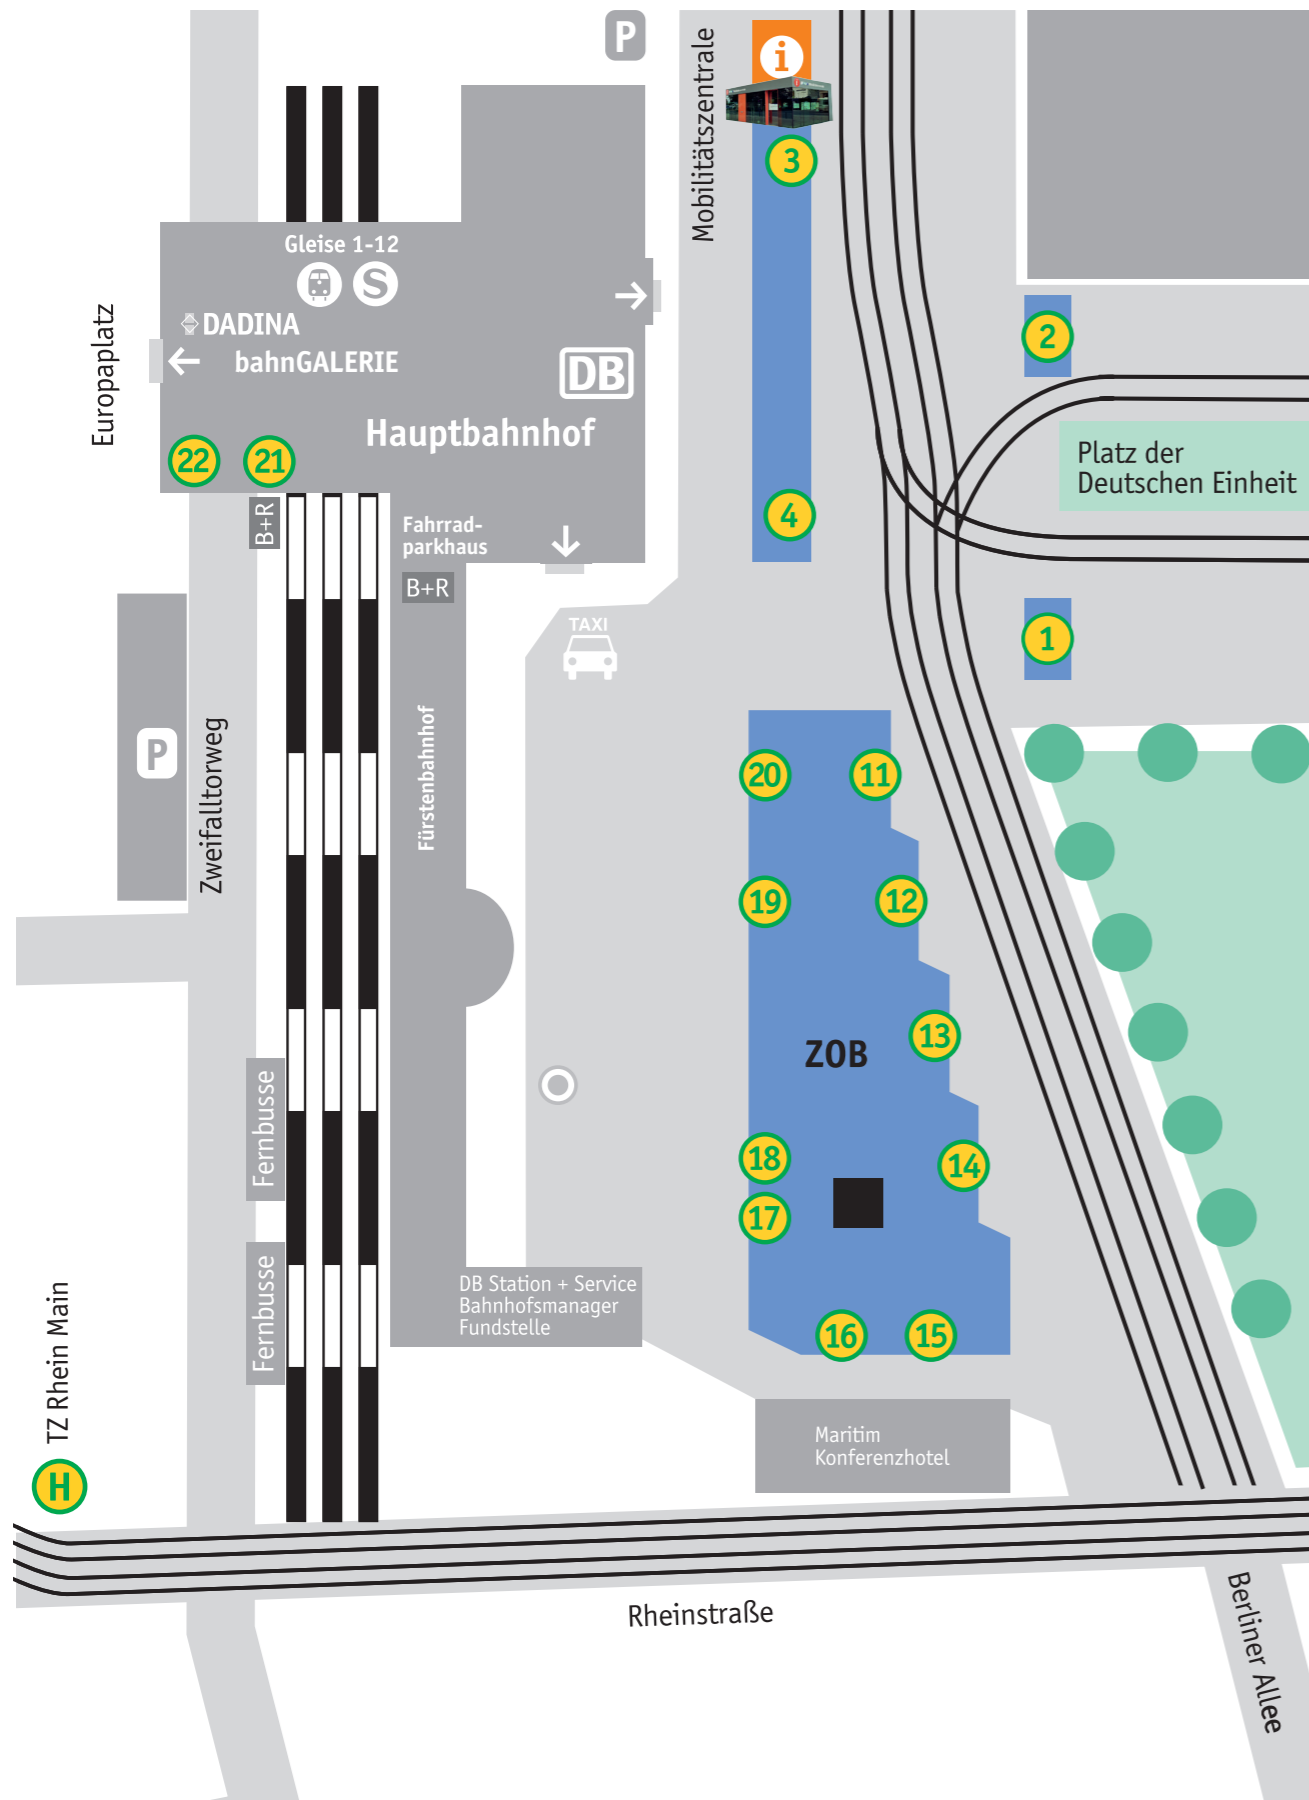 P
Mobilitätszentrale
i
3
Gleise 1-12
S
DADINA
bahnGALERIE
DB
Hauptbahnhof
Europaplatz
22
21
2
Platz der
Deutschen Einheit
4
B+R
Fahrrad-
parkhaus
B+R
TAXI
1
P
Zweifalltorweg
Fürstenbahnhof
20
11
19
12
ZOB
13
18
14
17
16
15
Fernbusse
Fernbusse
DB Station + Service
Bahnhofsmanager
Fundstelle
TZ Rhein Main
H
Maritim
Konferenzhotel
Rheinstraße
Berliner Allee